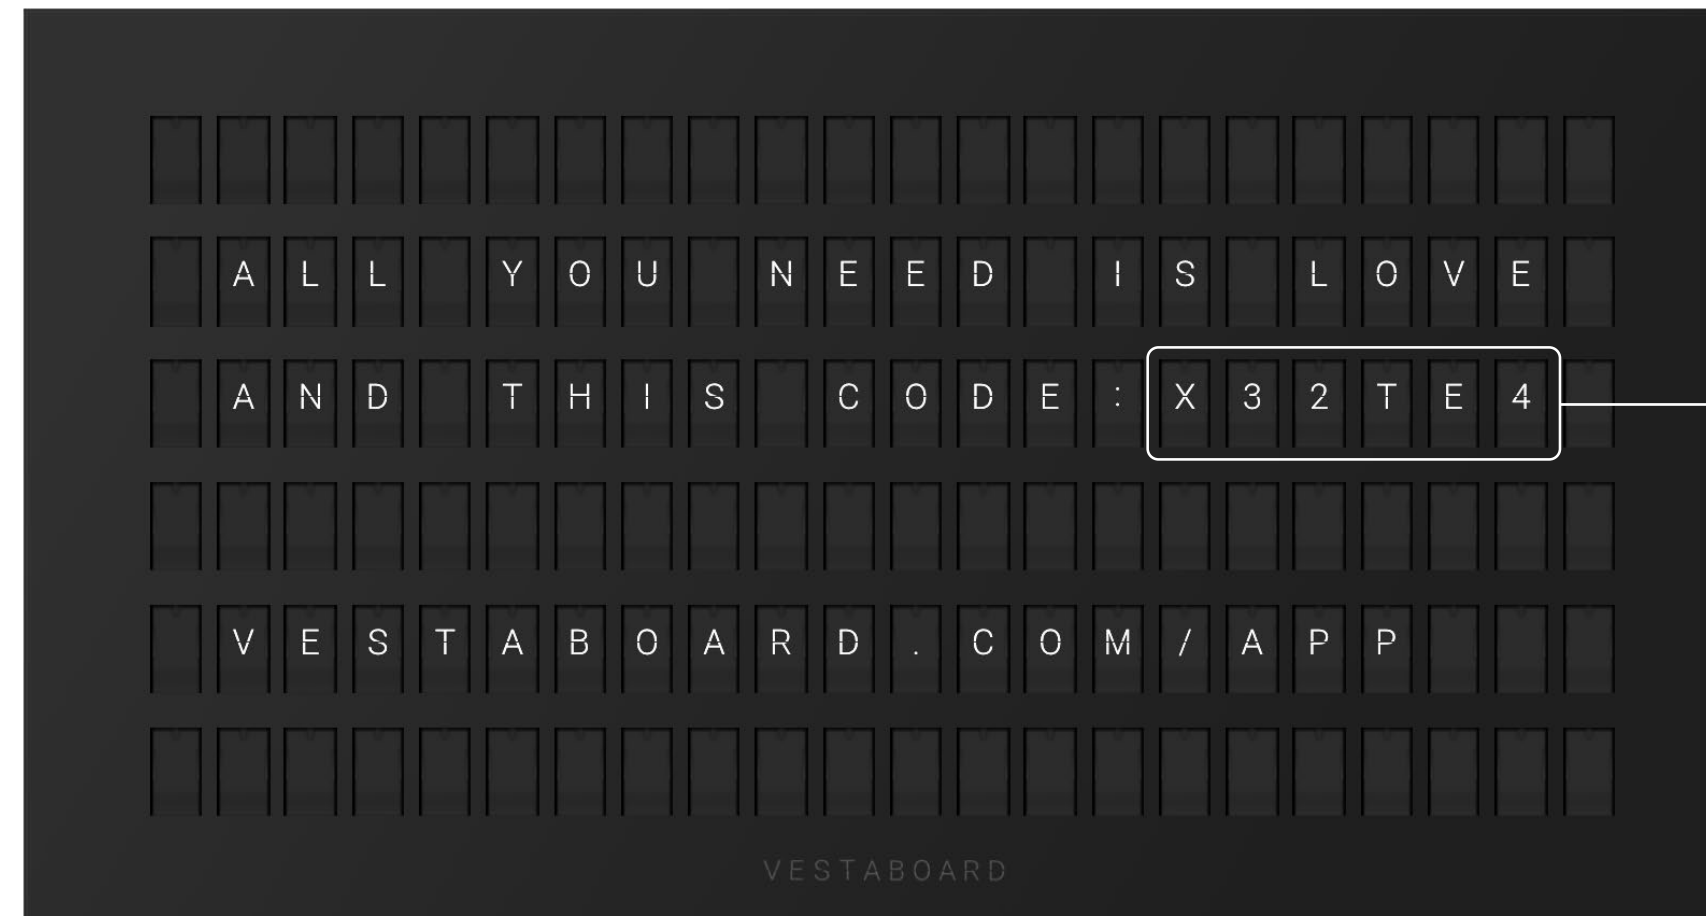 ALL YOU NEED IS LOVE
AND THIS CODE:X32TE4
VESTABOARD.COM/APP
VESTABOARD